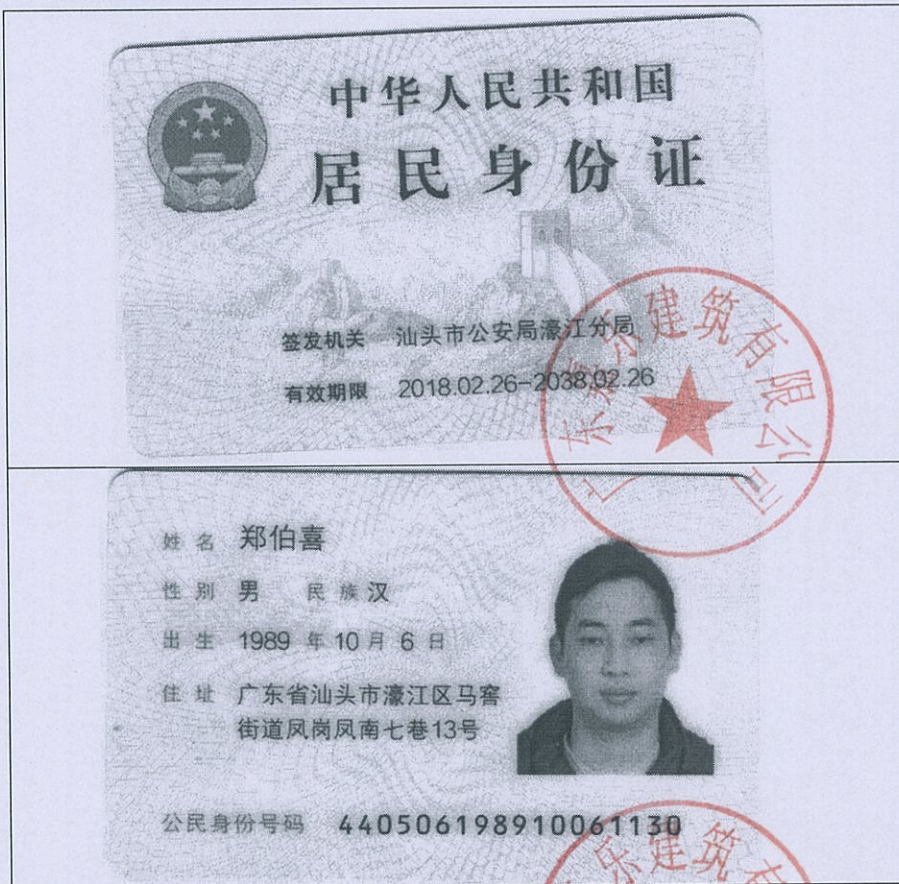 中华人民共和国
居民身份证
签发机关 汕头市公安局濠江分局
有效期限 2018.02.26-2038.02.26
广东 乐建筑有限公司
姓名 郑伯喜
性别 男 民族 汉
出生 1989 年 10 月 6 日
住址 广东省汕头市濠江区马窖
街道凤岗凤南七巷13号
公民身份号码 440506198910061130
乐建筑有